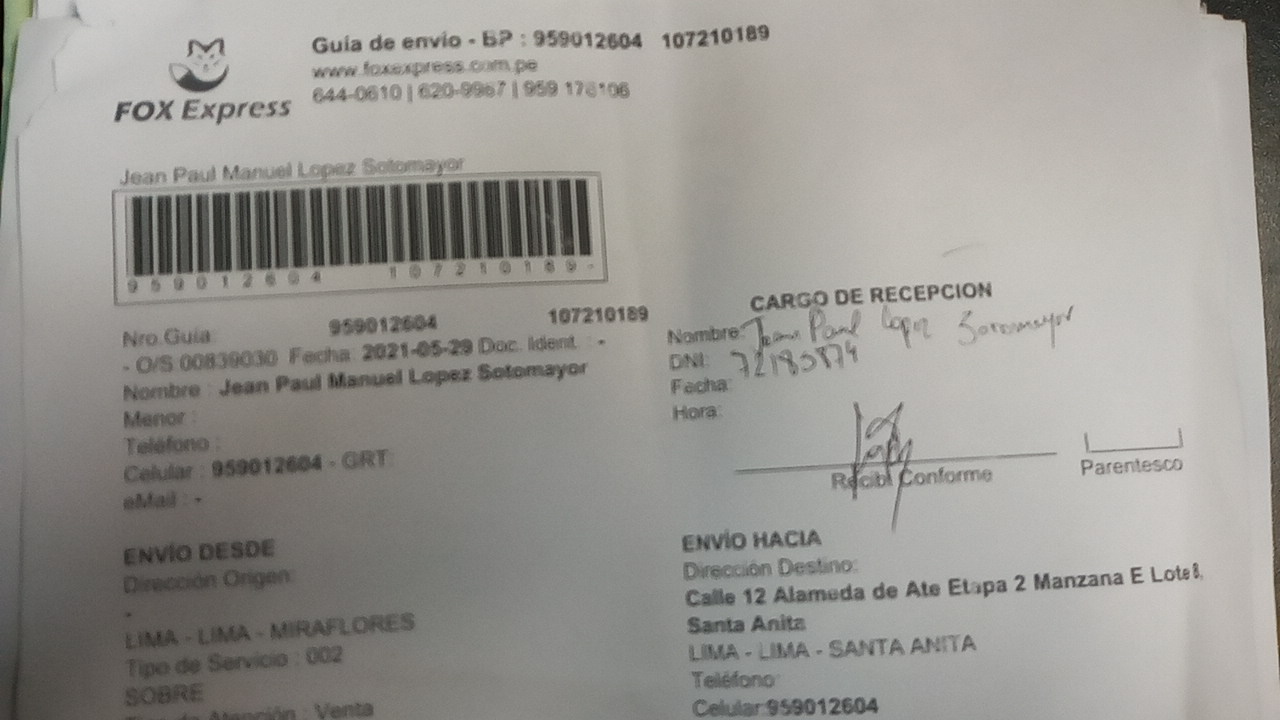 FOX Express
Guía de envío - BP : 959012604 107210189
www.foxexpress.com.pe
644-0610 | 620-9967 | 959 178106
Jean Paul Manuel Lopez Sotomayor
959012604 107210189-
Nro.Guia: 959012604 107210189
- O/S 00839030 Fecha: 2021-05-29 Doc. Ident. : -
Nombre : Jean Paul Manuel Lopez Sotomayor
Menor :
Teléfono :
Celular : 959012604 - GRT:
eMail : -
ENVÍO DESDE
Dirección Origen:
-
LIMA - LIMA - MIRAFLORES
Tipo de Servicio : 002
SOBRE
Atención : Venta
CARGO DE RECEPCION
Nombre: Jean Paul Lopez Sotomayor
DNI: 72180874
Fecha:
Hora:
Recibí Conforme
Parentesco
ENVÍO HACIA
Dirección Destino:
Calle 12 Alameda de Ate Etapa 2 Manzana E Lote 8,
Santa Anita
LIMA - LIMA - SANTA ANITA
Teléfono:
Celular:959012604